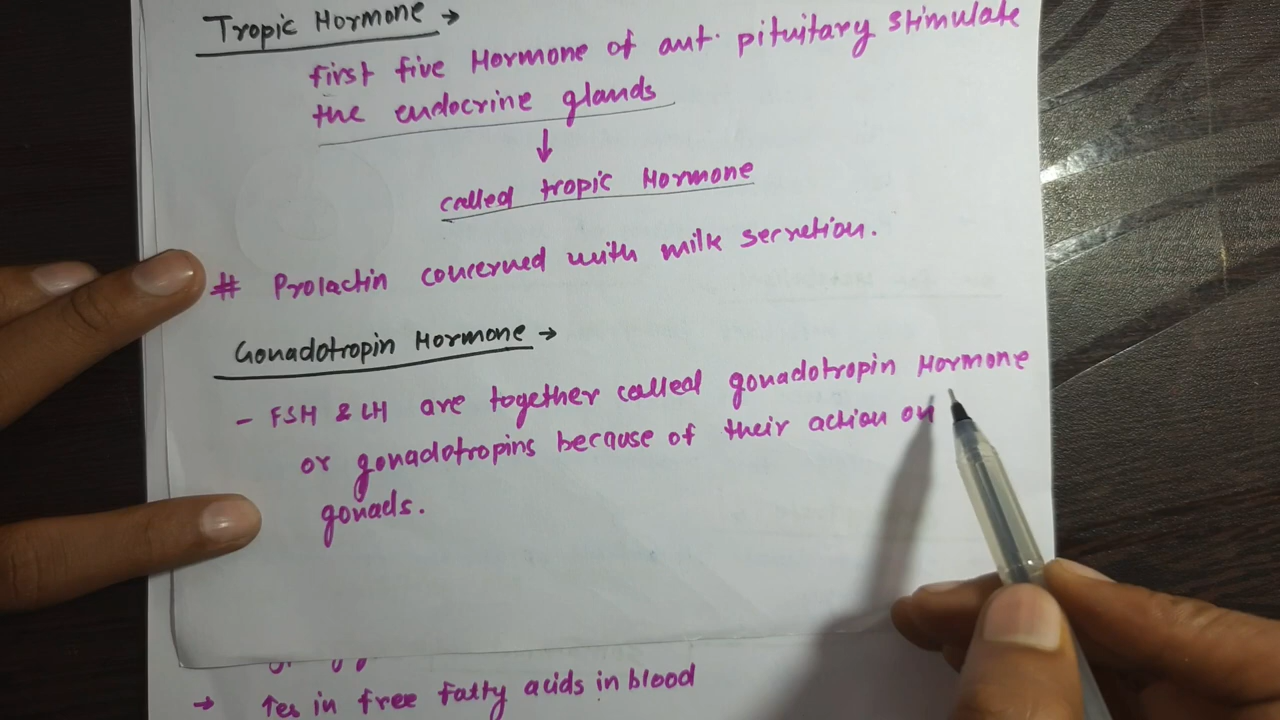 Tropic Hormone →
first five Hormone of ant. pituitary stimulate
the endocrine glands
↓
called tropic Hormone
# Prolactin concerned with milk secretion.
Gonadotropin Hormone →
- FSH & LH are together called gonadotropin Hormone
or gonadotropins because of their action on
gonads.
→ ↑es in free fatty acids in blood